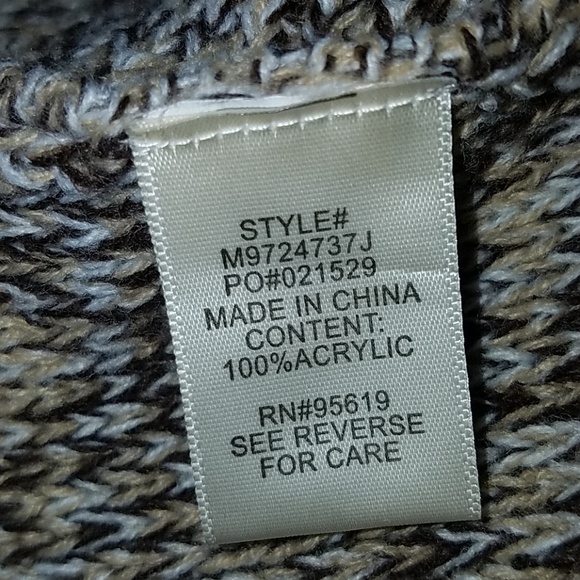 STYLE#
M9724737J
PO#021529
MADE IN CHINA
CONTENT:
100%ACRYLIC
RN#95619
SEE REVERSE
FOR CARE